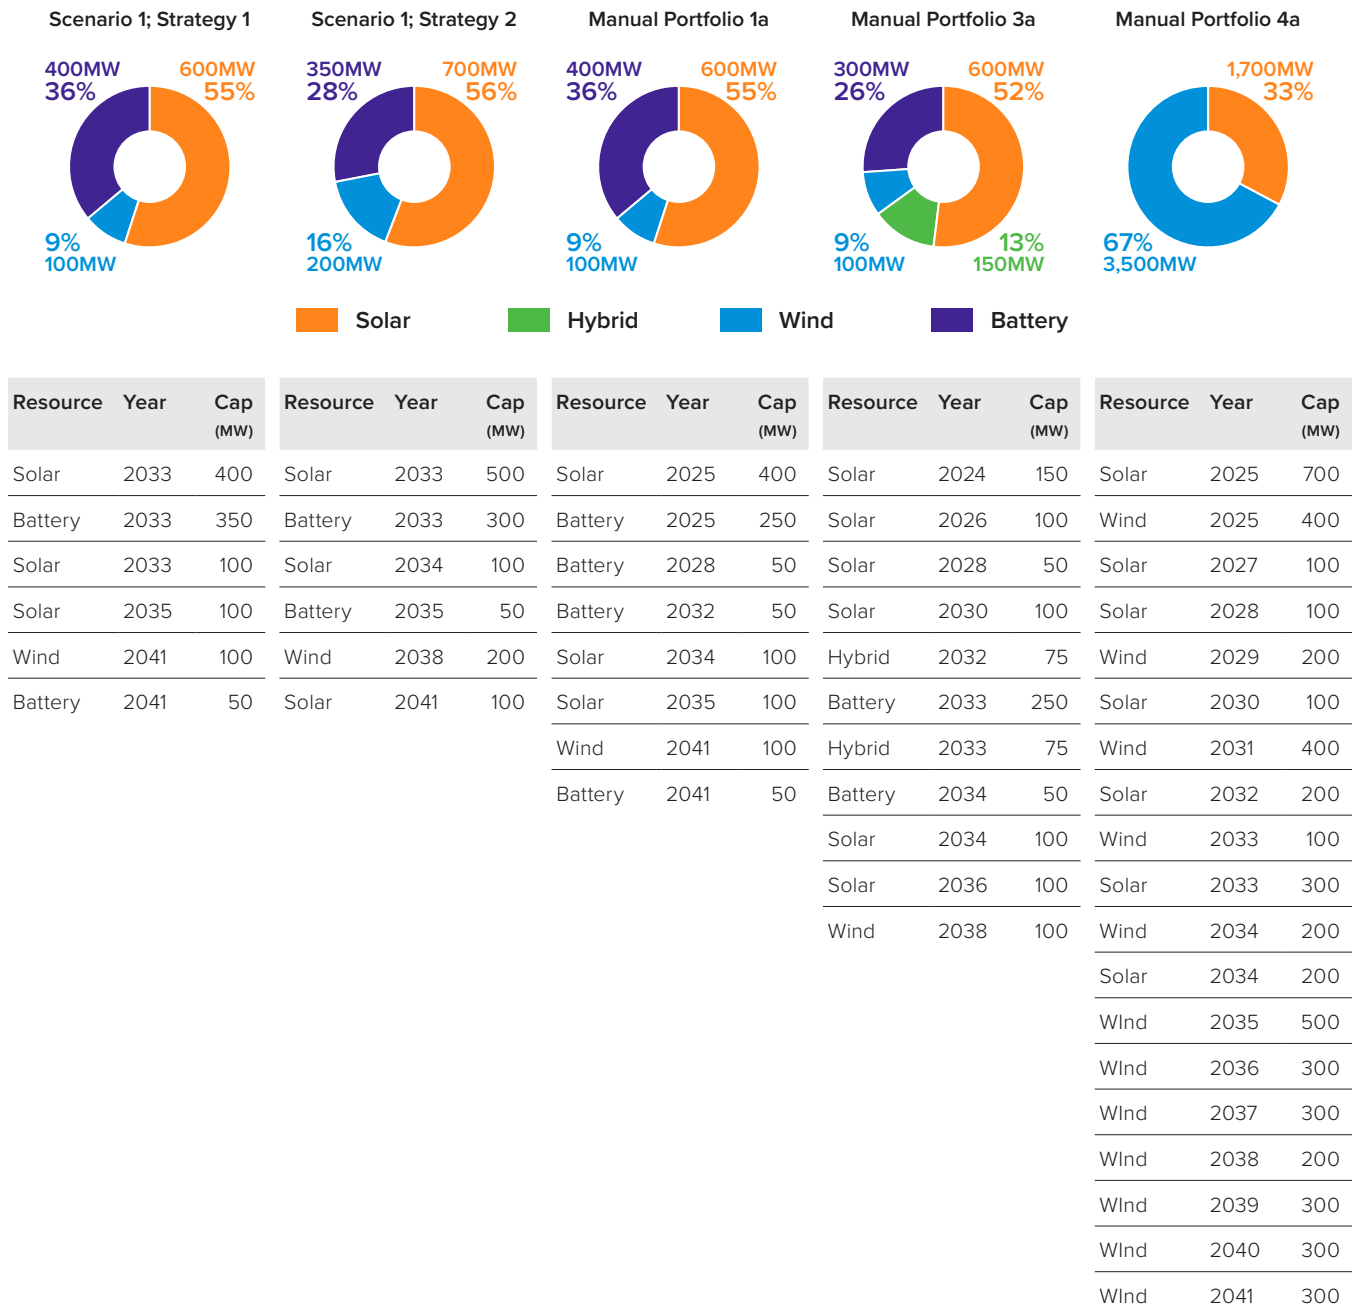 Scenario 1; Strategy 1
Scenario 1; Strategy 2
Manual Portfolio 1a
Manual Portfolio 3a
Manual Portfolio 4a
400MW 600MW
36% 55%
9%
100MW
350MW 700MW
28% 56%
16%
200MW
400MW 600MW
36% 55%
9%
100MW
300MW 600MW
26% 52%
9% 13%
100MW 150MW
1,700MW
33%
67%
3,500MW
Solar Hybrid Wind Battery
Resource Year Cap
(MW)
Solar 2033 400
Battery 2033 350
Solar 2033 100
Solar 2035 100
Wind 2041 100
Battery 2041 50
Resource Year Cap
(MW)
Solar 2033 500
Battery 2033 300
Solar 2034 100
Battery 2035 50
Wind 2038 200
Solar 2041 100
Resource Year Cap
(MW)
Solar 2025 400
Battery 2025 250
Battery 2028 50
Battery 2032 50
Solar 2034 100
Solar 2035 100
Wind 2041 100
Battery 2041 50
Resource Year Cap
(MW)
Solar 2024 150
Solar 2026 100
Solar 2028 50
Solar 2030 100
Hybrid 2032 75
Battery 2033 250
Hybrid 2033 75
Battery 2034 50
Solar 2034 100
Solar 2036 100
Wind 2038 100
Resource Year Cap
(MW)
Solar 2025 700
Wind 2025 400
Solar 2027 100
Solar 2028 100
Wind 2029 200
Solar 2030 100
Wind 2031 400
Solar 2032 200
Wind 2033 100
Solar 2033 300
Wind 2034 200
Solar 2034 200
WInd 2035 500
WInd 2036 300
WInd 2037 300
WInd 2038 200
WInd 2039 300
WInd 2040 300
WInd 2041 300